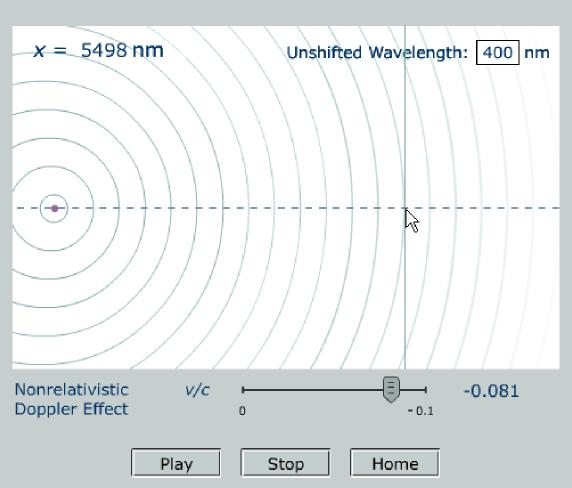 x = 5498 nm
Unshifted Wavelength: 400 nm
Nonrelativistic
Doppler Effect
v/c
0
-0.1
-0.081
Play
Stop
Home